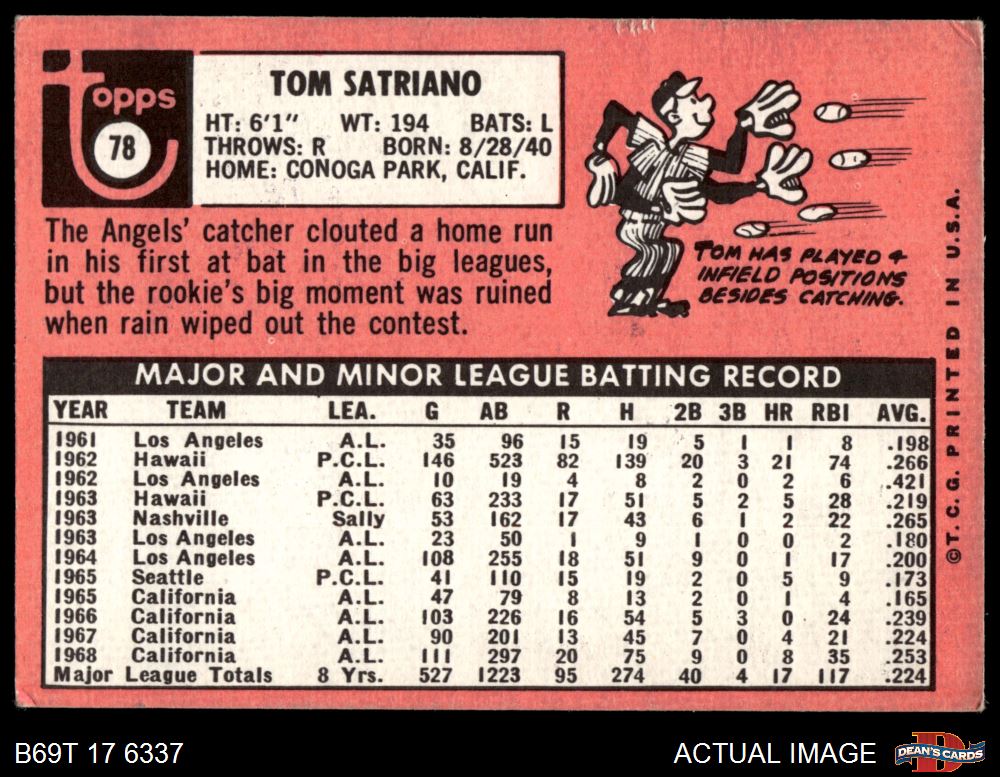 topps
78
TOM SATRIANO
HT: 6'1" WT: 194 BATS: L
THROWS: R BORN: 8/28/40
HOME: CONOGA PARK, CALIF.
The Angels' catcher clouted a home run
in his first at bat in the big leagues,
but the rookie's big moment was ruined
when rain wiped out the contest.
TOM HAS PLAYED 4
INFIELD POSITIONS
BESIDES CATCHING.
MAJOR AND MINOR LEAGUE BATTING RECORD
YEAR TEAM LEA. G AB R H 2B 3B HR RBI AVG.
1961 Los Angeles A.L. 35 96 15 19 5 1 1 8 .198
1962 Hawaii P.C.L. 146 523 82 139 20 3 21 74 .266
1962 Los Angeles A.L. 10 19 4 8 2 0 2 6 .421
1963 Hawaii P.C.L. 63 233 17 51 5 2 5 28 .219
1963 Nashville Sally 53 162 17 43 6 1 2 22 .265
1963 Los Angeles A.L. 23 50 1 9 1 0 0 2 .180
1964 Los Angeles A.L. 108 255 18 51 9 0 1 17 .200
1965 Seattle P.C.L. 41 110 15 19 2 0 5 9 .173
1965 California A.L. 47 79 8 13 2 0 1 4 .165
1966 California A.L. 103 226 16 54 5 3 0 24 .239
1967 California A.L. 90 201 13 45 7 0 4 21 .224
1968 California A.L. 111 297 20 75 9 0 8 35 .253
Major League Totals 8 Yrs. 527 1223 95 274 40 4 17 117 .224
©T.C.G. PRINTED IN U.S.A.
B69T 17 6337
ACTUAL IMAGE
DEAN'S CARDS